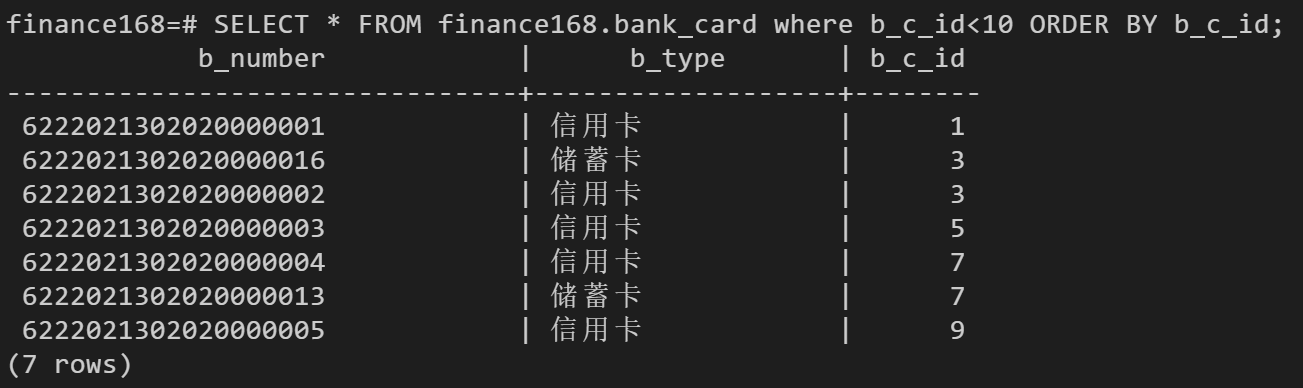 finance168=# SELECT * FROM finance168.bank_card where b_c_id<10 ORDER BY b_c_id;
            b_number            |      b_type       | b_c_id
--------------------------------+-------------------+--------
 6222021302020000001            | 信用卡            |      1
 6222021302020000016            | 储蓄卡            |      3
 6222021302020000002            | 信用卡            |      3
 6222021302020000003            | 信用卡            |      5
 6222021302020000004            | 信用卡            |      7
 6222021302020000013            | 储蓄卡            |      7
 6222021302020000005            | 信用卡            |      9
(7 rows)